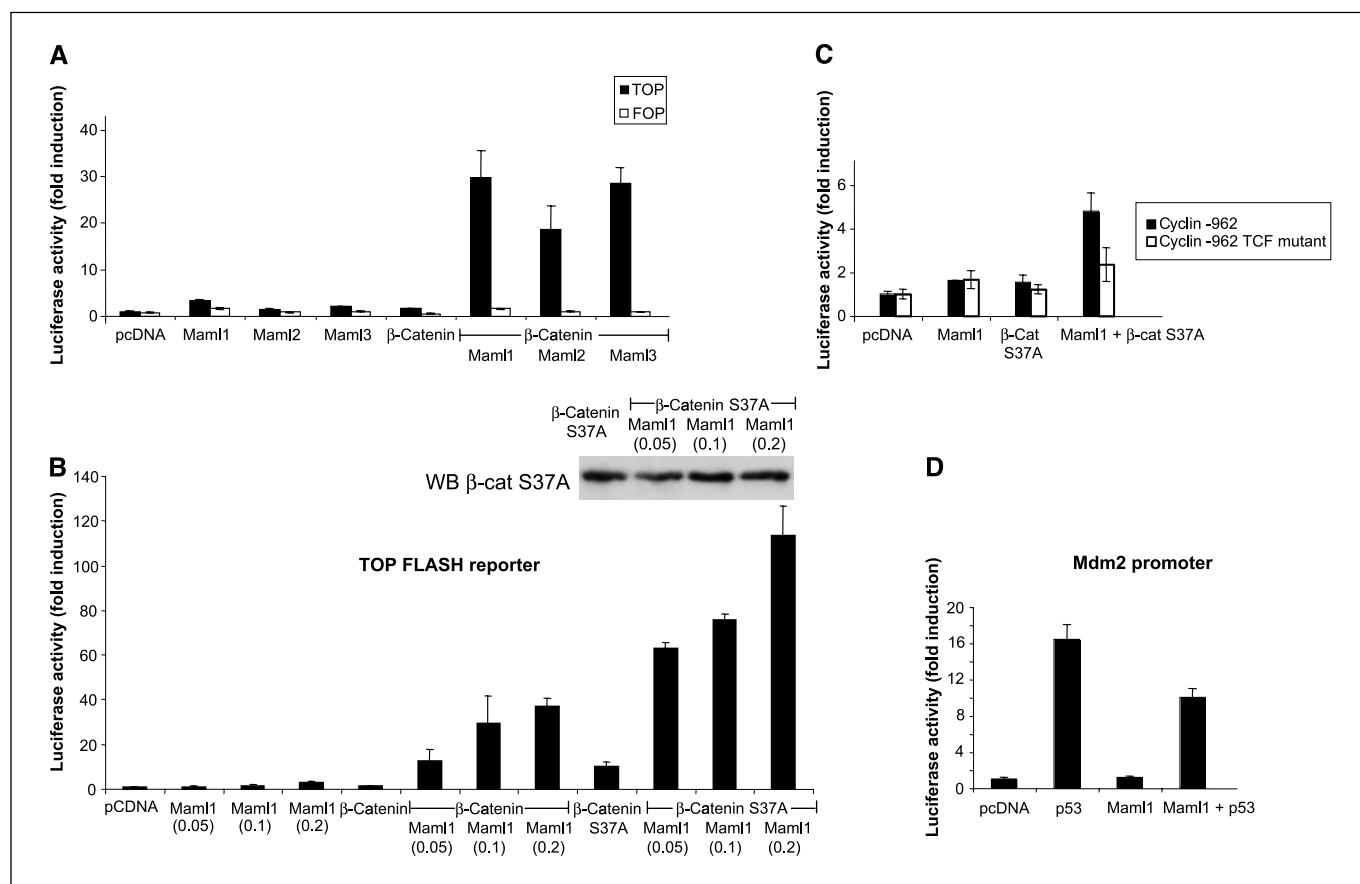 A
TOP
FOP
Luciferase activity (fold induction)
40
30
20
10
0
pcDNA Maml1 Maml2 Maml3 β-Catenin β-Catenin
Maml1 Maml2 Maml3
C
Luciferase activity (fold induction)
6
4
2
0
Cyclin -962
Cyclin -962 TCF mutant
pcDNA Maml1 β-Cat S37A Maml1 + β-cat S37A
β-Catenin S37A
β-Catenin S37A
Maml1 (0.05) Maml1 (0.1) Maml1 (0.2)
WB β-cat S37A
B
Luciferase activity (fold induction)
140
120
100
80
60
40
20
0
TOP FLASH reporter
pCDNA Maml1 (0.05) Maml1 (0.1) Maml1 (0.2) β-Catenin β-Catenin β-Catenin S37A β-Catenin S37A
Maml1 (0.05) Maml1 (0.1) Maml1 (0.2) Maml1 (0.05) Maml1 (0.1) Maml1 (0.2)
D
Mdm2 promoter
Luciferase activity (fold induction)
20
16
12
8
4
0
pcDNA p53 Maml1 Maml1 + p53